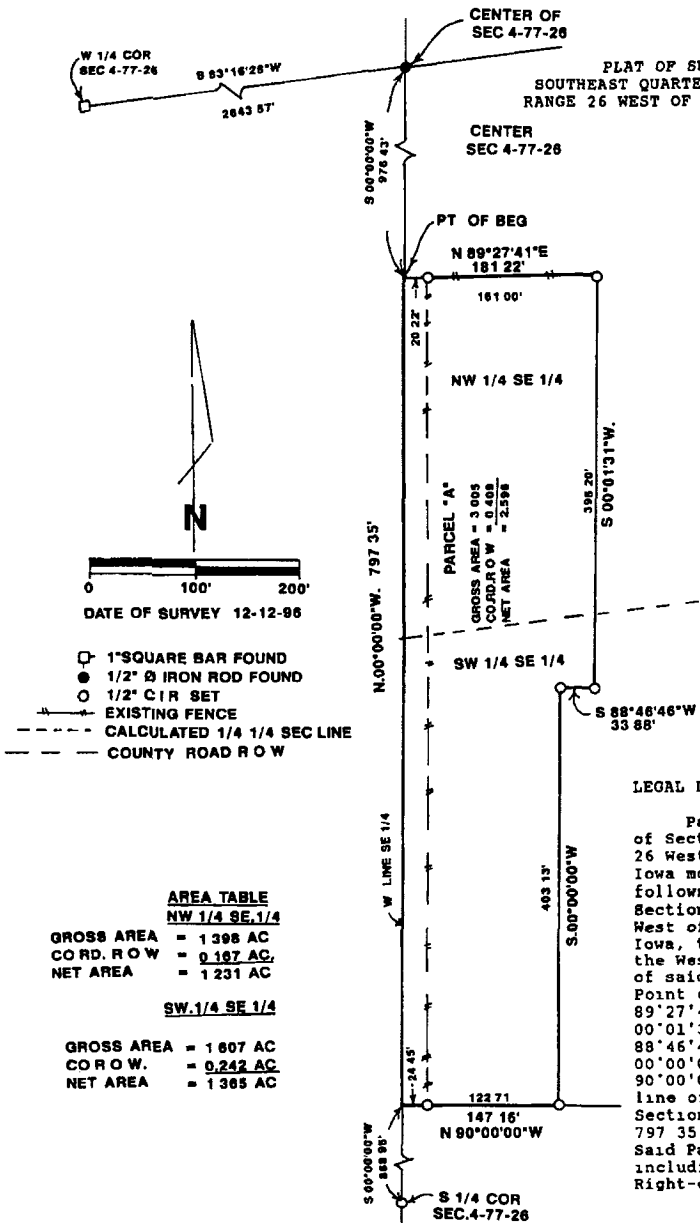 CENTER OF
SEC 4-77-26
W 1/4 COR
SEC 4-77-26
S 83°16'26"W
2643 57'
PLAT OF
SOUTHEAST QUARTE
RANGE 26 WEST OF
S 00°00'00"W
976 43'
CENTER
SEC 4-77-26
PT OF BEG
N 89°27'41"E
181 22'
161 00'
20 22'
NW 1/4 SE 1/4
PARCEL "A"
GROSS AREA = 3 005
CO.RD.R O W = 0.409
NET AREA = 2.596
S 00°01'31"W.
N.00°00'00"W. 797 35'
N
0 100' 200'
DATE OF SURVEY 12-12-96
1"SQUARE BAR FOUND
1/2" Ø IRON ROD FOUND
1/2" C I R SET
EXISTING FENCE
CALCULATED 1/4 1/4 SEC LINE
COUNTY ROAD R O W
SW 1/4 SE 1/4
S 88°46'46"W
33 88'
W LINE SE 1/4
403 13'
S.00°00'00"W
LEGAL
Pa
of Sect
26 West
Iowa mo
follown
Section
West of
Iowa, t
the Wes
of said
Point
89°27'4
00°01'3
88°46'4
00°00'0
90°00'0
line of
Section
797 35
Said Pa
includi
Right-
AREA TABLE
NW 1/4 SE.1/4
GROSS AREA = 1 398 AC
CO RD. R O W = 0 167 AC,
NET AREA = 1 231 AC
SW.1/4 SE 1/4
GROSS AREA = 1 607 AC
CO R O W. = 0.242 AC
NET AREA = 1 365 AC
24 45'
122 71
147 16'
N 90°00'00"W
S 00°00'00"W
S 1/4 COR
SEC.4-77-26